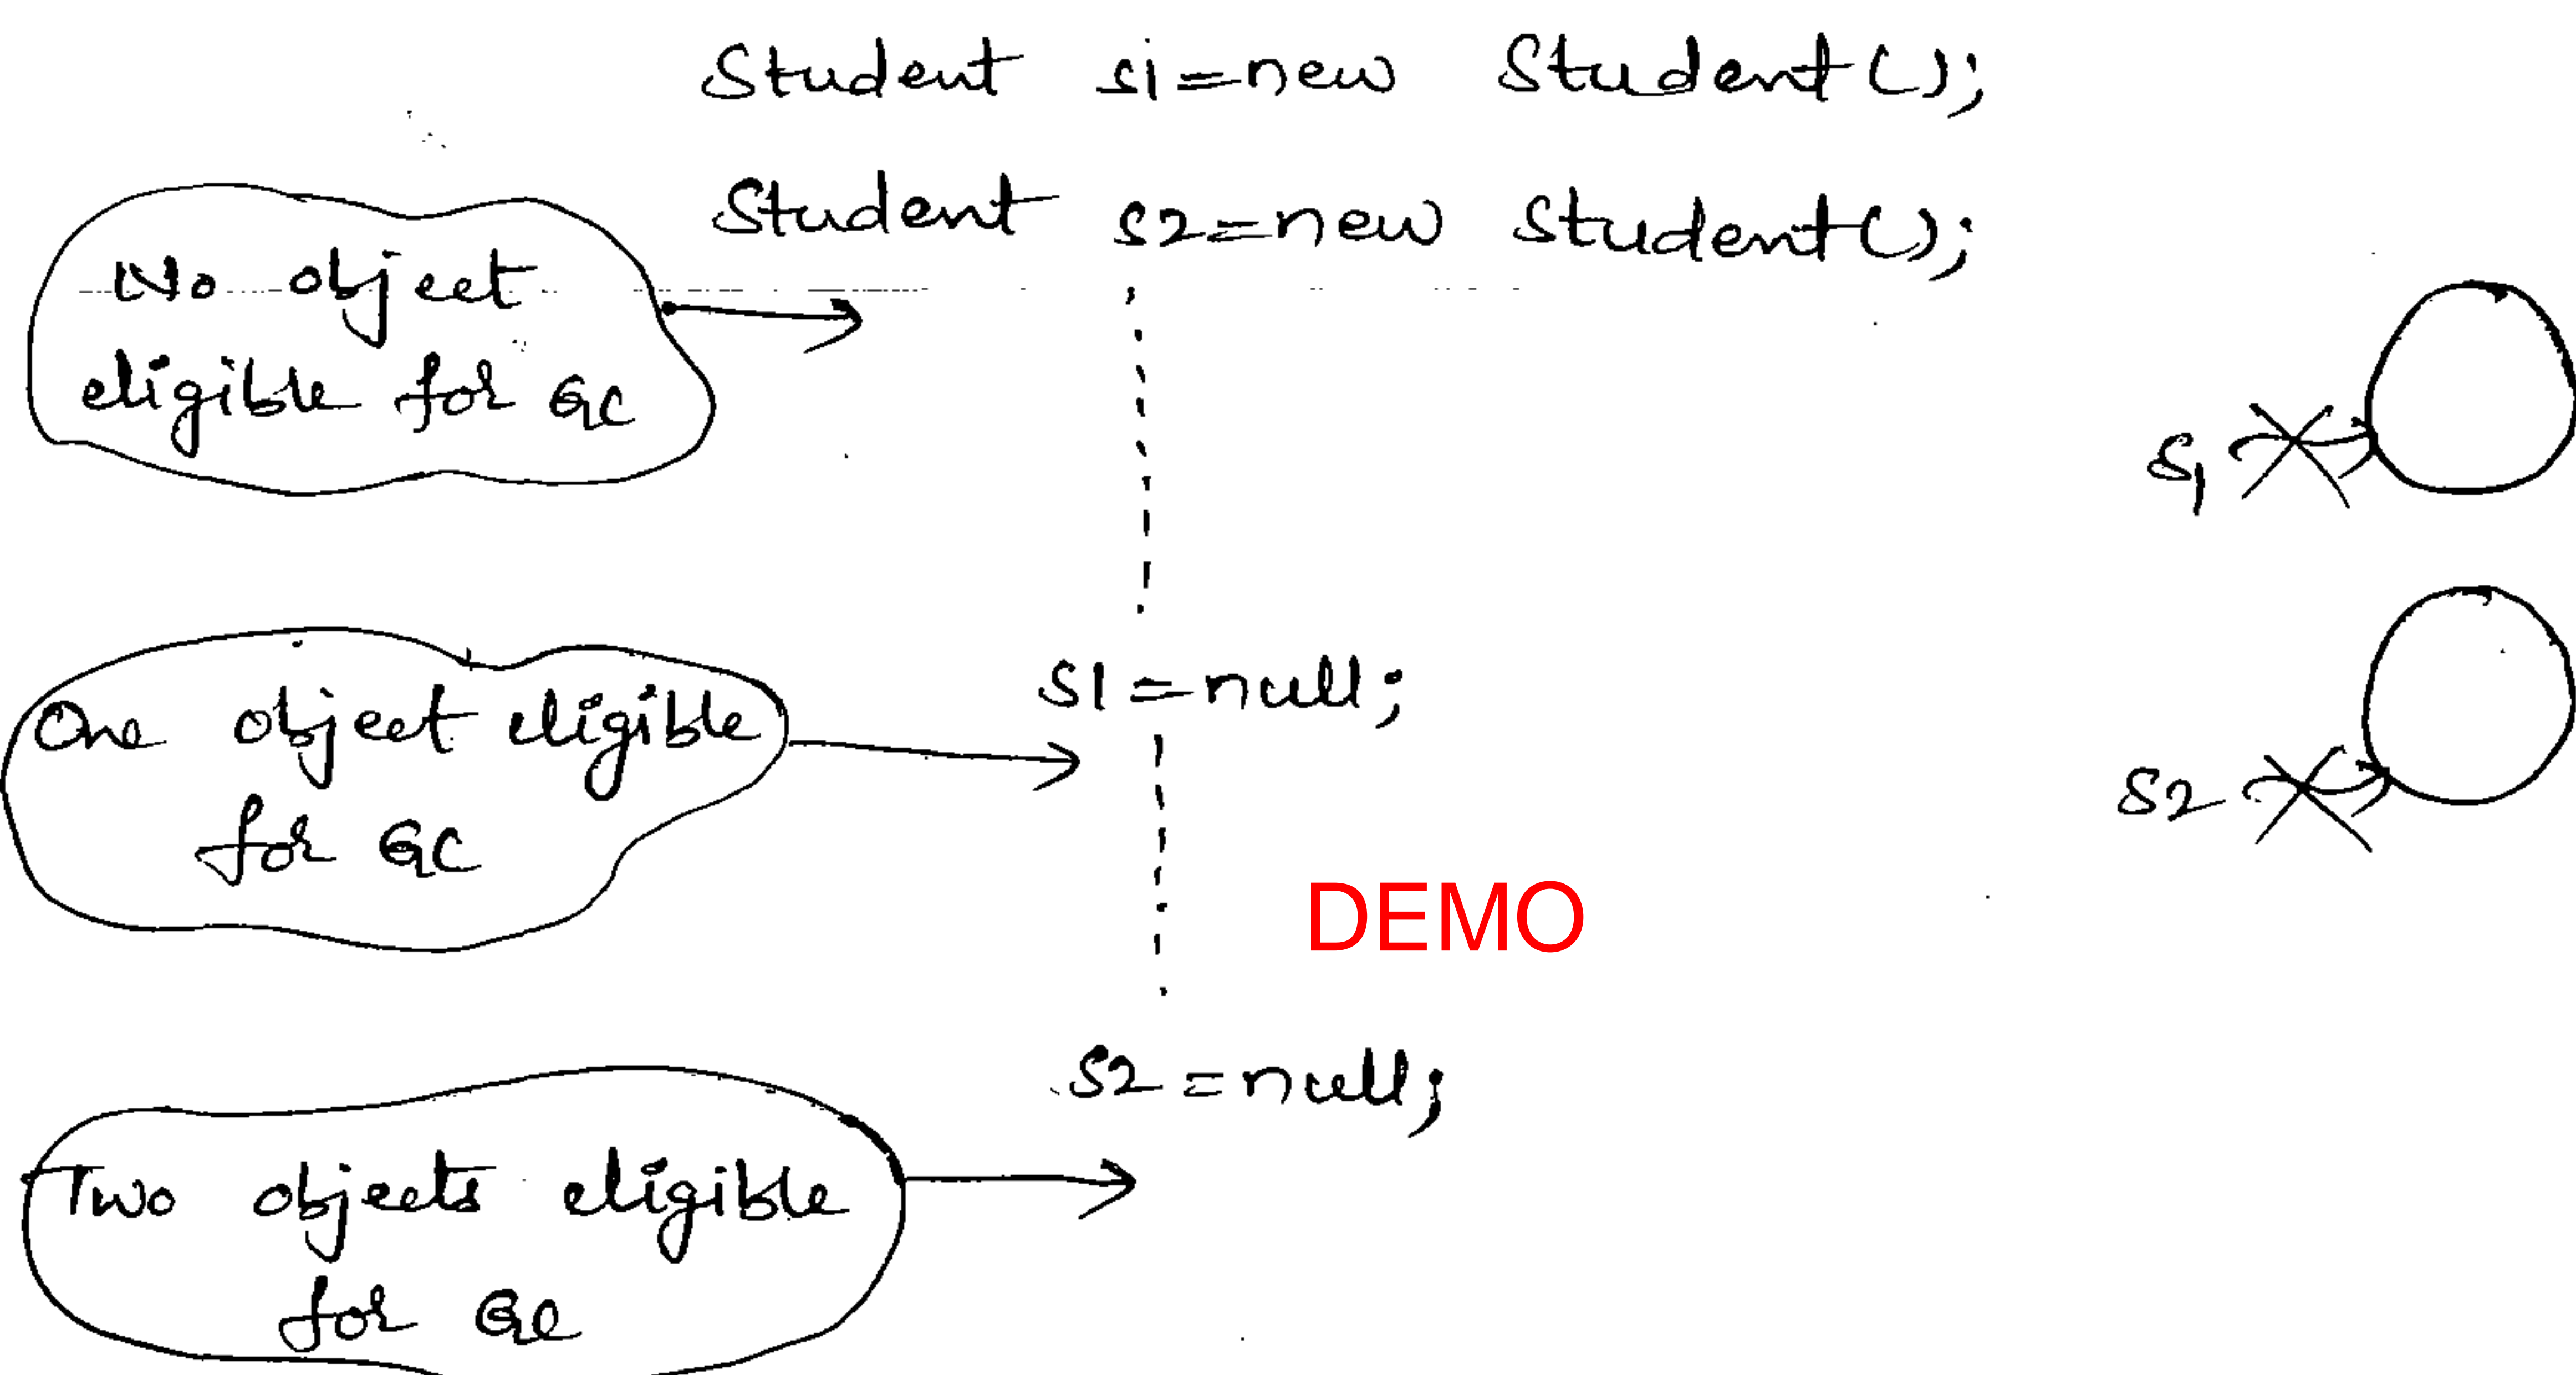 Student s1=new Student();
Student s2=new Student();
No object
eligible for GC
S1
One object eligible
for GC
s1=null;
S2
DEMO
s2=null;
Two objects eligible
for GC